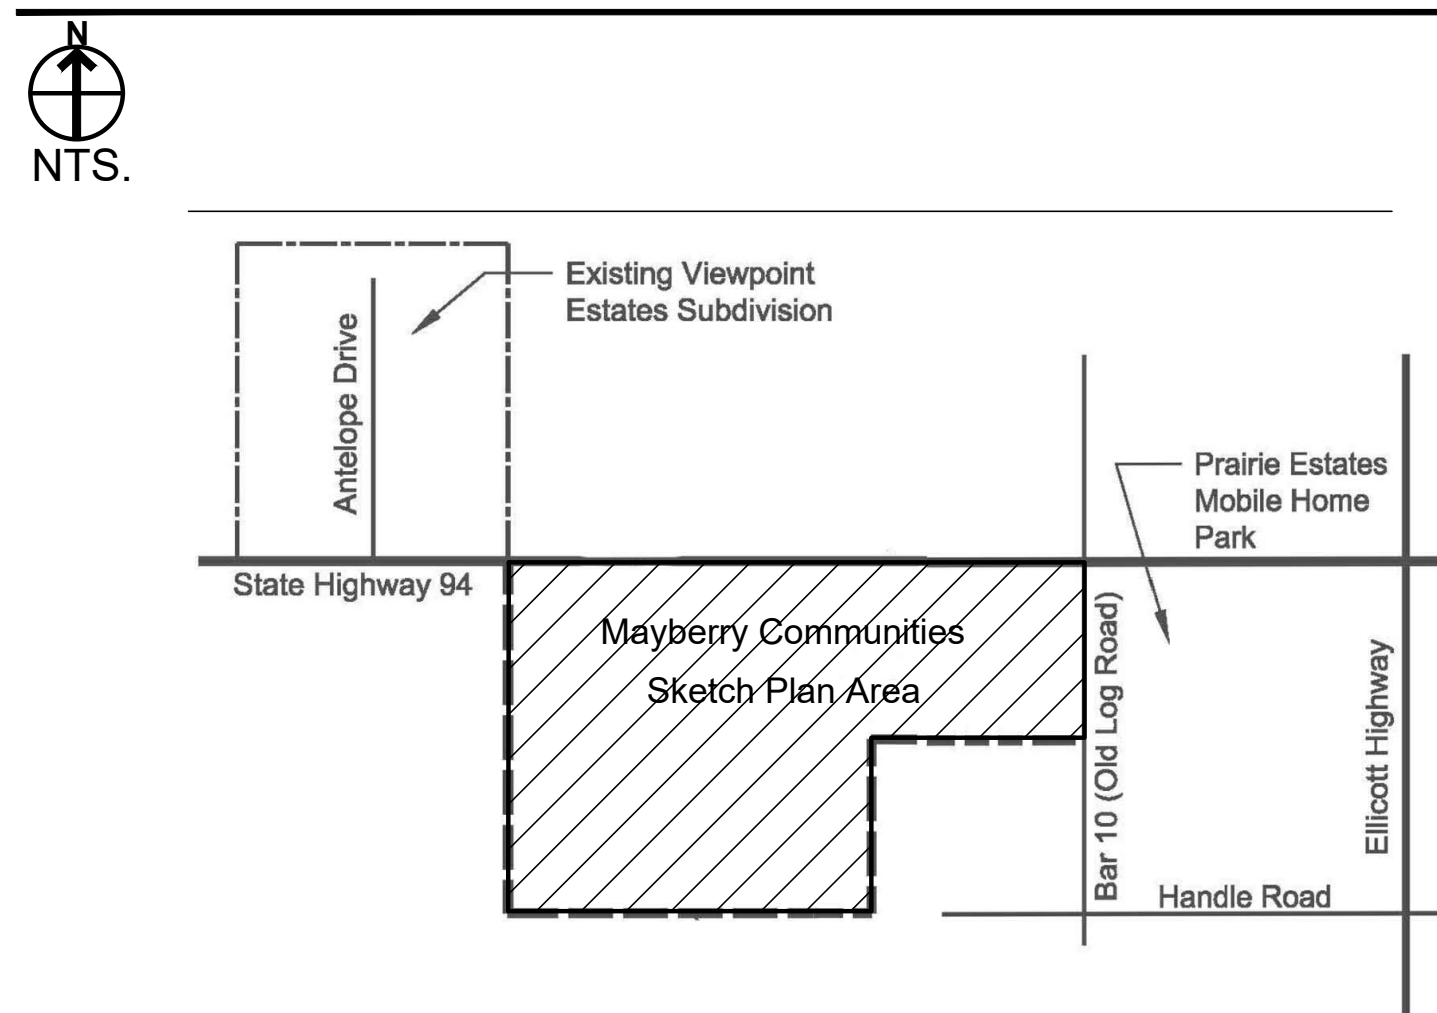 N
NTS.
Existing Viewpoint
Estates Subdivision
Antelope Drive
Prairie Estates
Mobile Home
Park
State Highway 94
Mayberry Communities
Sketch Plan Area
Bar 10 (Old Log Road)
Ellicott Highway
Handle Road